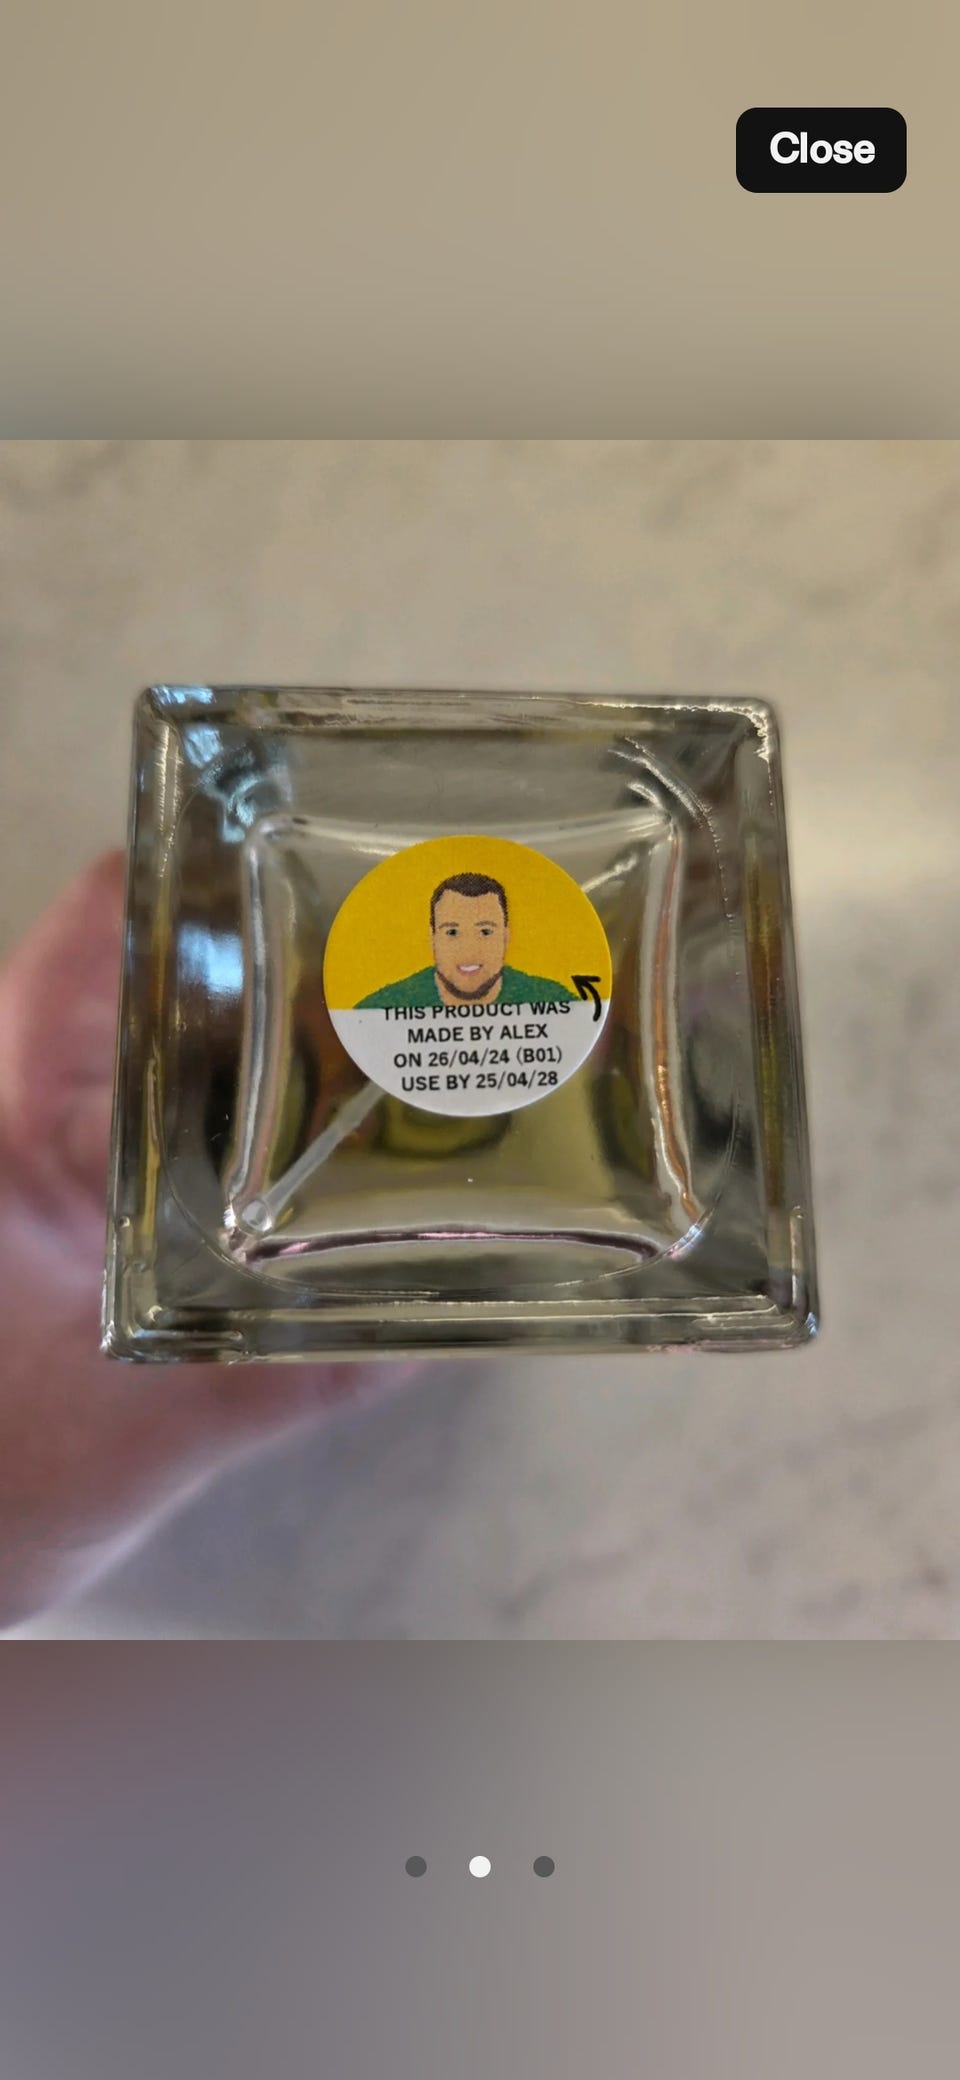 Close
THIS PRODUCT WAS
MADE BY ALEX
ON 26/04/24 (B01)
USE BY 25/04/28